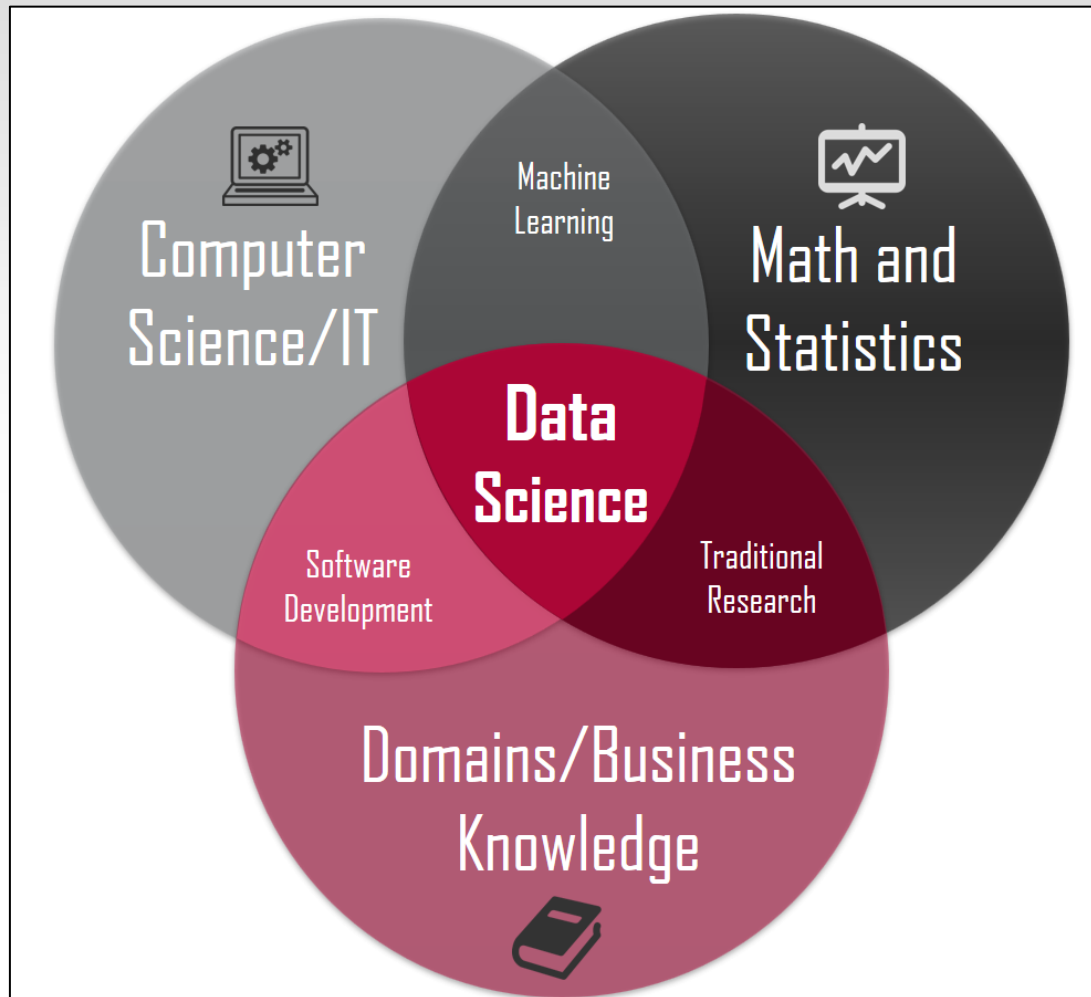 Machine
Learning
Computer
Science/IT
Math and
Statistics
Data
Science
Software
Development
Traditional
Research
Domains/Business
Knowledge